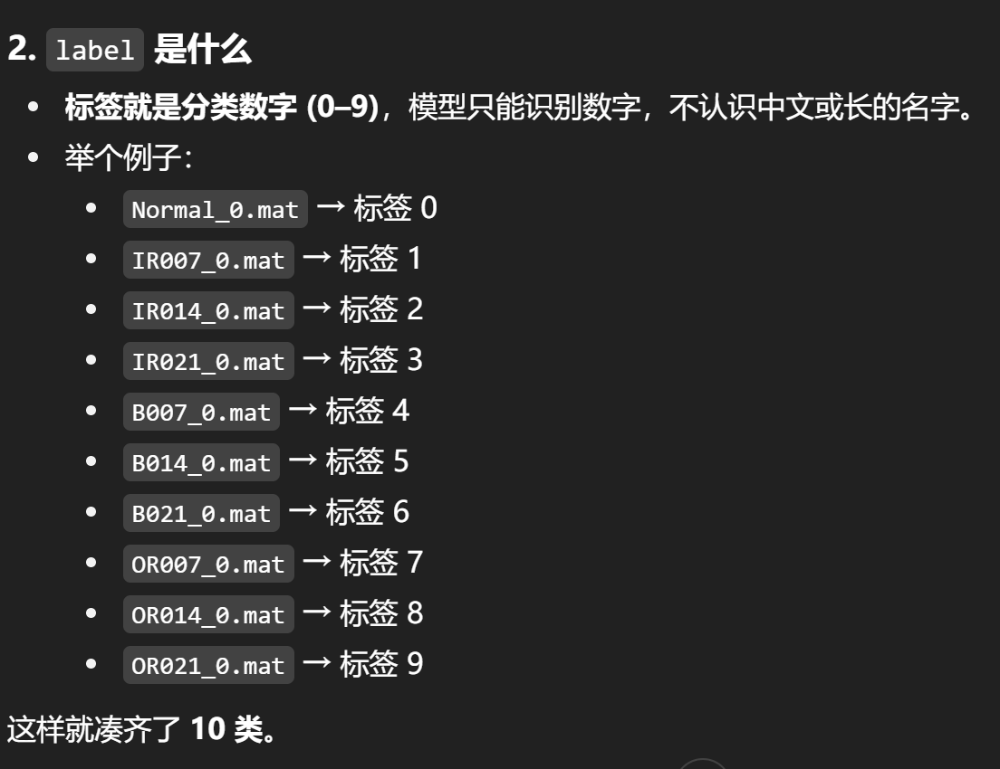 2. label 是什么
• 标签就是分类数字 (0–9)，模型只能识别数字，不认识中文或长的名字。
• 举个例子：
• Normal_0.mat → 标签 0
• IR007_0.mat → 标签 1
• IR014_0.mat → 标签 2
• IR021_0.mat → 标签 3
• B007_0.mat → 标签 4
• B014_0.mat → 标签 5
• B021_0.mat → 标签 6
• OR007_0.mat → 标签 7
• OR014_0.mat → 标签 8
• OR021_0.mat → 标签 9
这样就凑齐了 10 类。